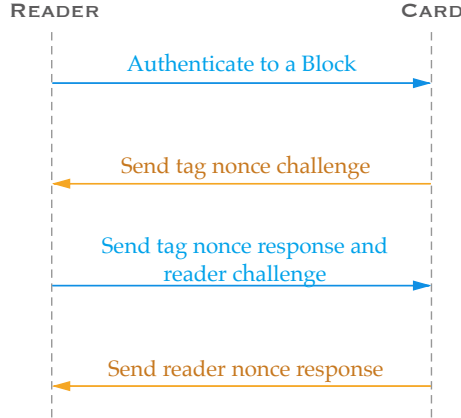 READER
CARD
Authenticate to a Block
Send tag nonce challenge
Send tag nonce response and
reader challenge
Send reader nonce response